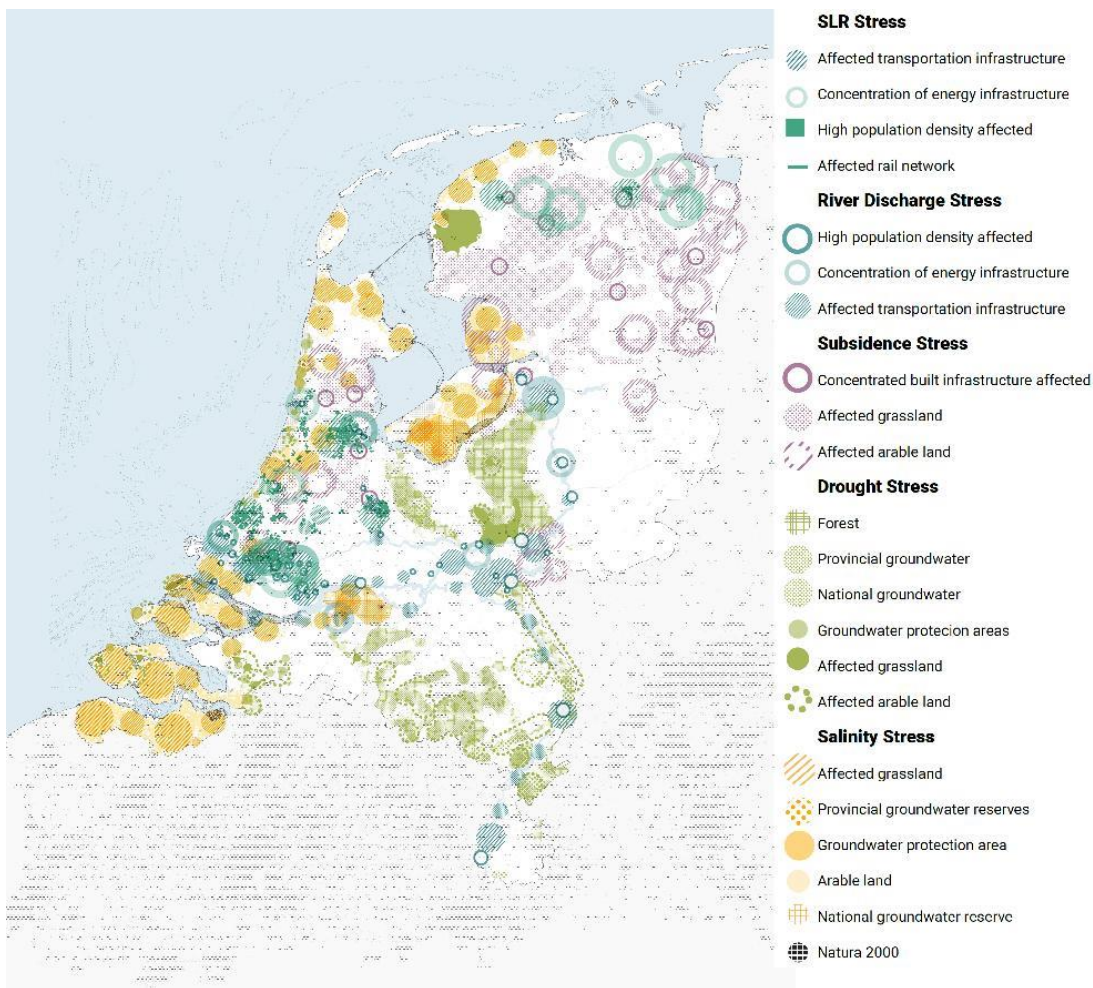 SLR Stress
Affected transportation infrastructure
Concentration of energy infrastructure
High population density affected
Affected rail network
River Discharge Stress
High population density affected
Concentration of energy infrastructure
Affected transportation infrastructure
Subsidence Stress
Concentrated built infrastructure affected
Affected grassland
Affected arable land
Drought Stress
Forest
Provincial groundwater
National groundwater
Groundwater protecion areas
Affected grassland
Affected arable land
Salinity Stress
Affected grassland
Provincial groundwater reserves
Groundwater protection area
Arable land
National groundwater reserve
Natura 2000